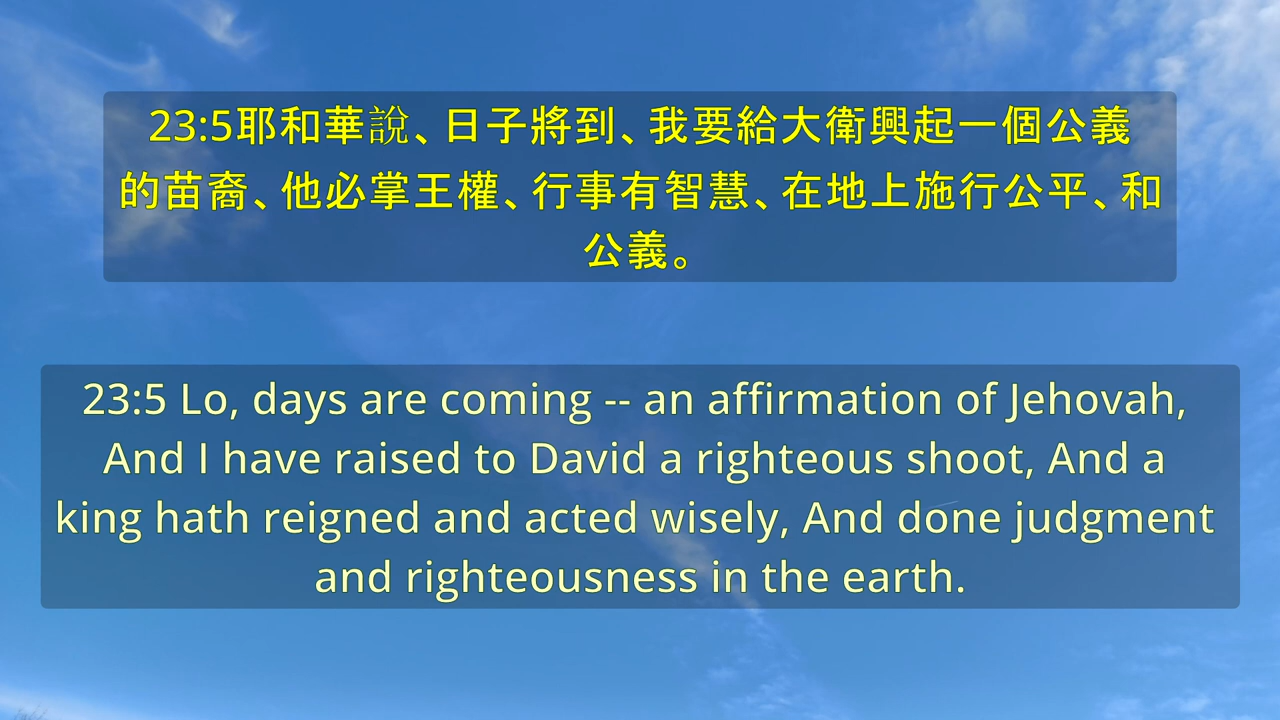 23:5耶和華說、日子將到、我要給大衛興起一個公義
的苗裔、他必掌王權、行事有智慧、在地上施行公平、和
公義。
23:5 Lo, days are coming -- an affirmation of Jehovah,
And I have raised to David a righteous shoot, And a
king hath reigned and acted wisely, And done judgment
and righteousness in the earth.